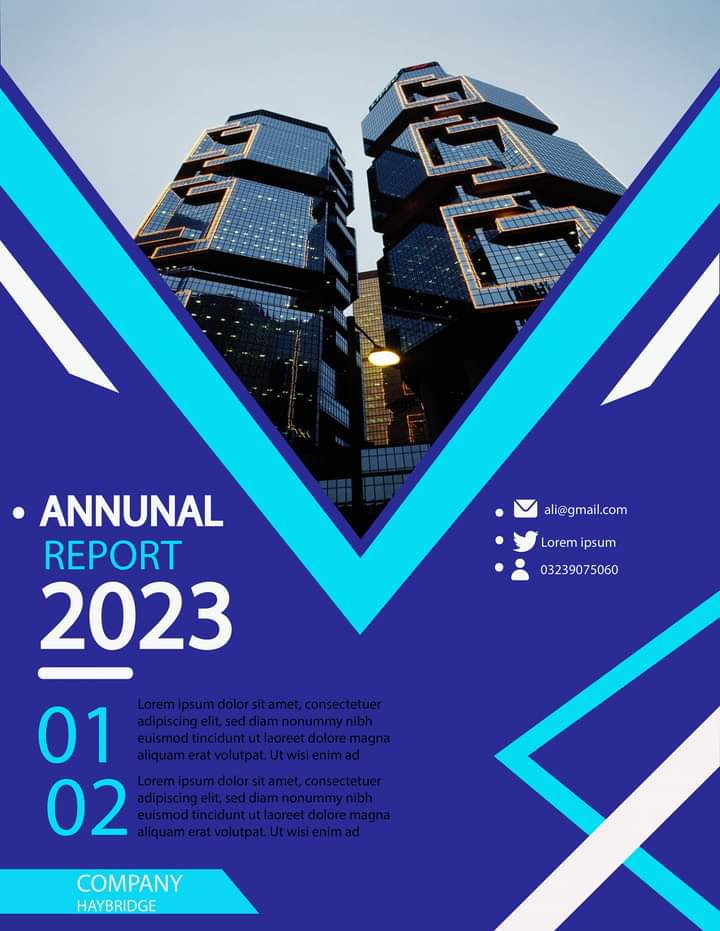 ANNUNAL
REPORT
2023
ali@gmail.com
Lorem ipsum
03239075060
01
Lorem ipsum dolor sit amet, consectetuer
adipiscing elit, sed diam nonummy nibh
euismod tincidunt ut laoreet dolore magna
aliquam erat volutpat. Ut wisi enim ad
02
Lorem ipsum dolor sit amet, consectetuer
adipiscing elit, sed diam nonummy nibh
euismod tincidunt ut laoreet dolore magna
aliquam erat volutpat. Ut wisi enim ad
COMPANY
HAYBRIDGE